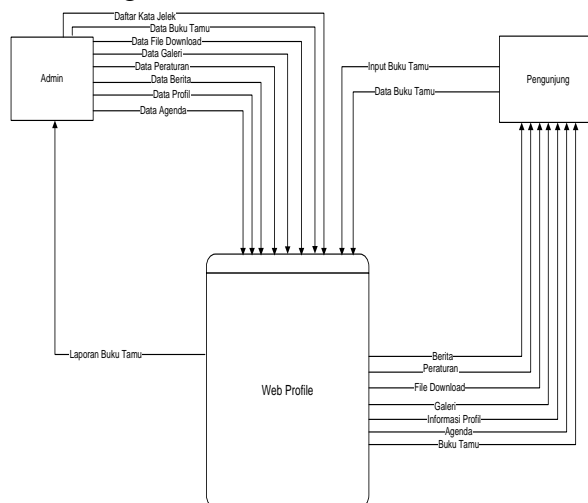 Daftar Kata Jelek
Data Buku Tamu
Data File Download
Data Galeri
Data Peraturan
Data Berita
Data Profil
Data Agenda
Admin
Input Buku Tamu
Data Buku Tamu
Pengunjung
Laporan Buku Tamu
Web Profile
Berita
Peraturan
File Download
Galeri
Informasi Profil
Agenda
Buku Tamu